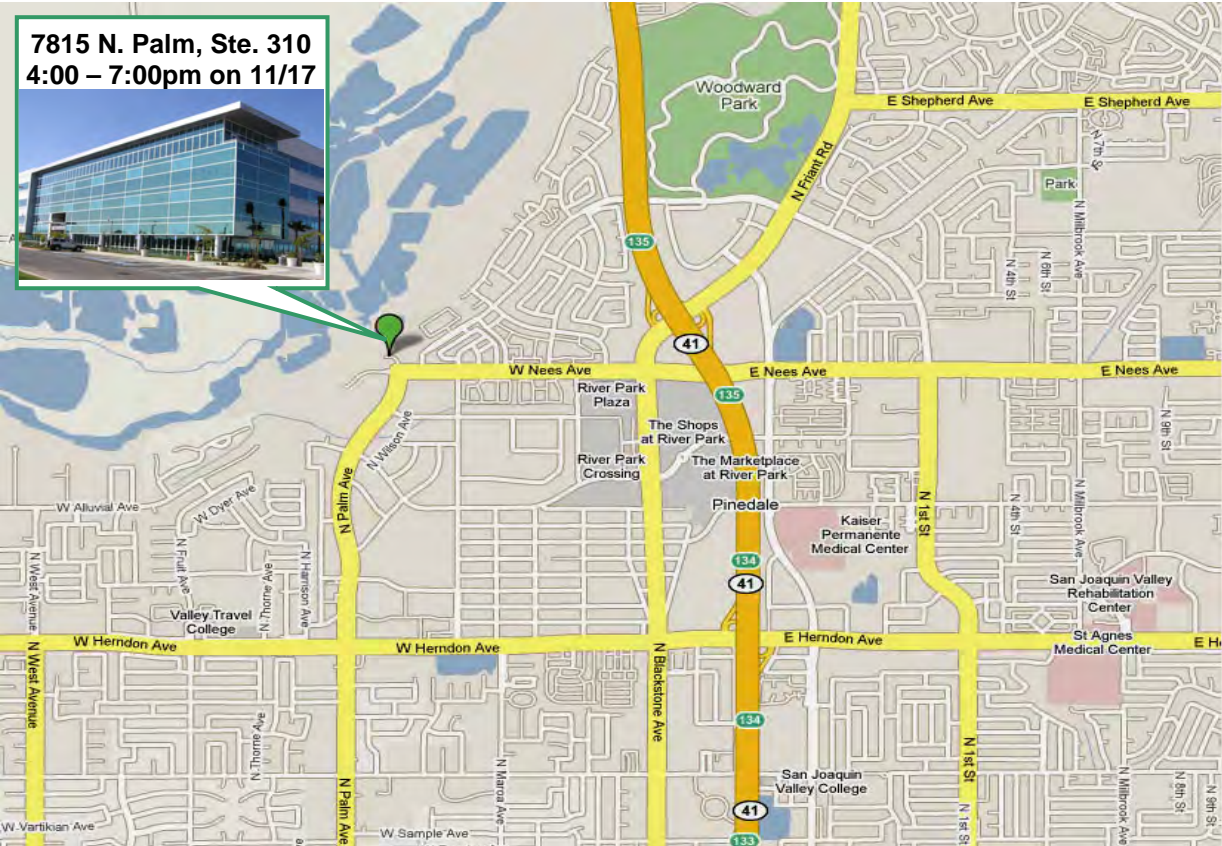 7815 N. Palm, Ste. 310
4:00 – 7:00pm on 11/17
Woodward
Park
E Shepherd Ave
E Shepherd Ave
N 7th St
N Friant Rd
Park
N Millbrook Ave
N 6th St
N 4th St
135
41
W Nees Ave
E Nees Ave
E Nees Ave
River Park
Plaza
135
The Shops
at River Park
N Wilson Ave
N 9th St
River Park
Crossing
The Marketplace
at River Park
N Palm Ave
W Dyer Ave
W Alluvial Ave
Pinedale
N 1st St
N 4th St
N Millbrook Ave
Kaiser
Permanente
Medical Center
N West Avenue
N Fruit Ave
N Thorne Ave
N Harrison Ave
134
41
San Joaquin Valley
Rehabilitation
Center
Valley Travel
College
W Herndon Ave
W Herndon Ave
E Herndon Ave
St Agnes
Medical Center
E H
N West Avenue
N Blackstone Ave
134
N Thorne Ave
N Maroa Ave
N 1st St
San Joaquin
Valley College
N Palm Ave
41
N 1st St
N Millbrook Ave
N 8th St
N 9th St
W Vartikian Ave
W Sample Ave
133